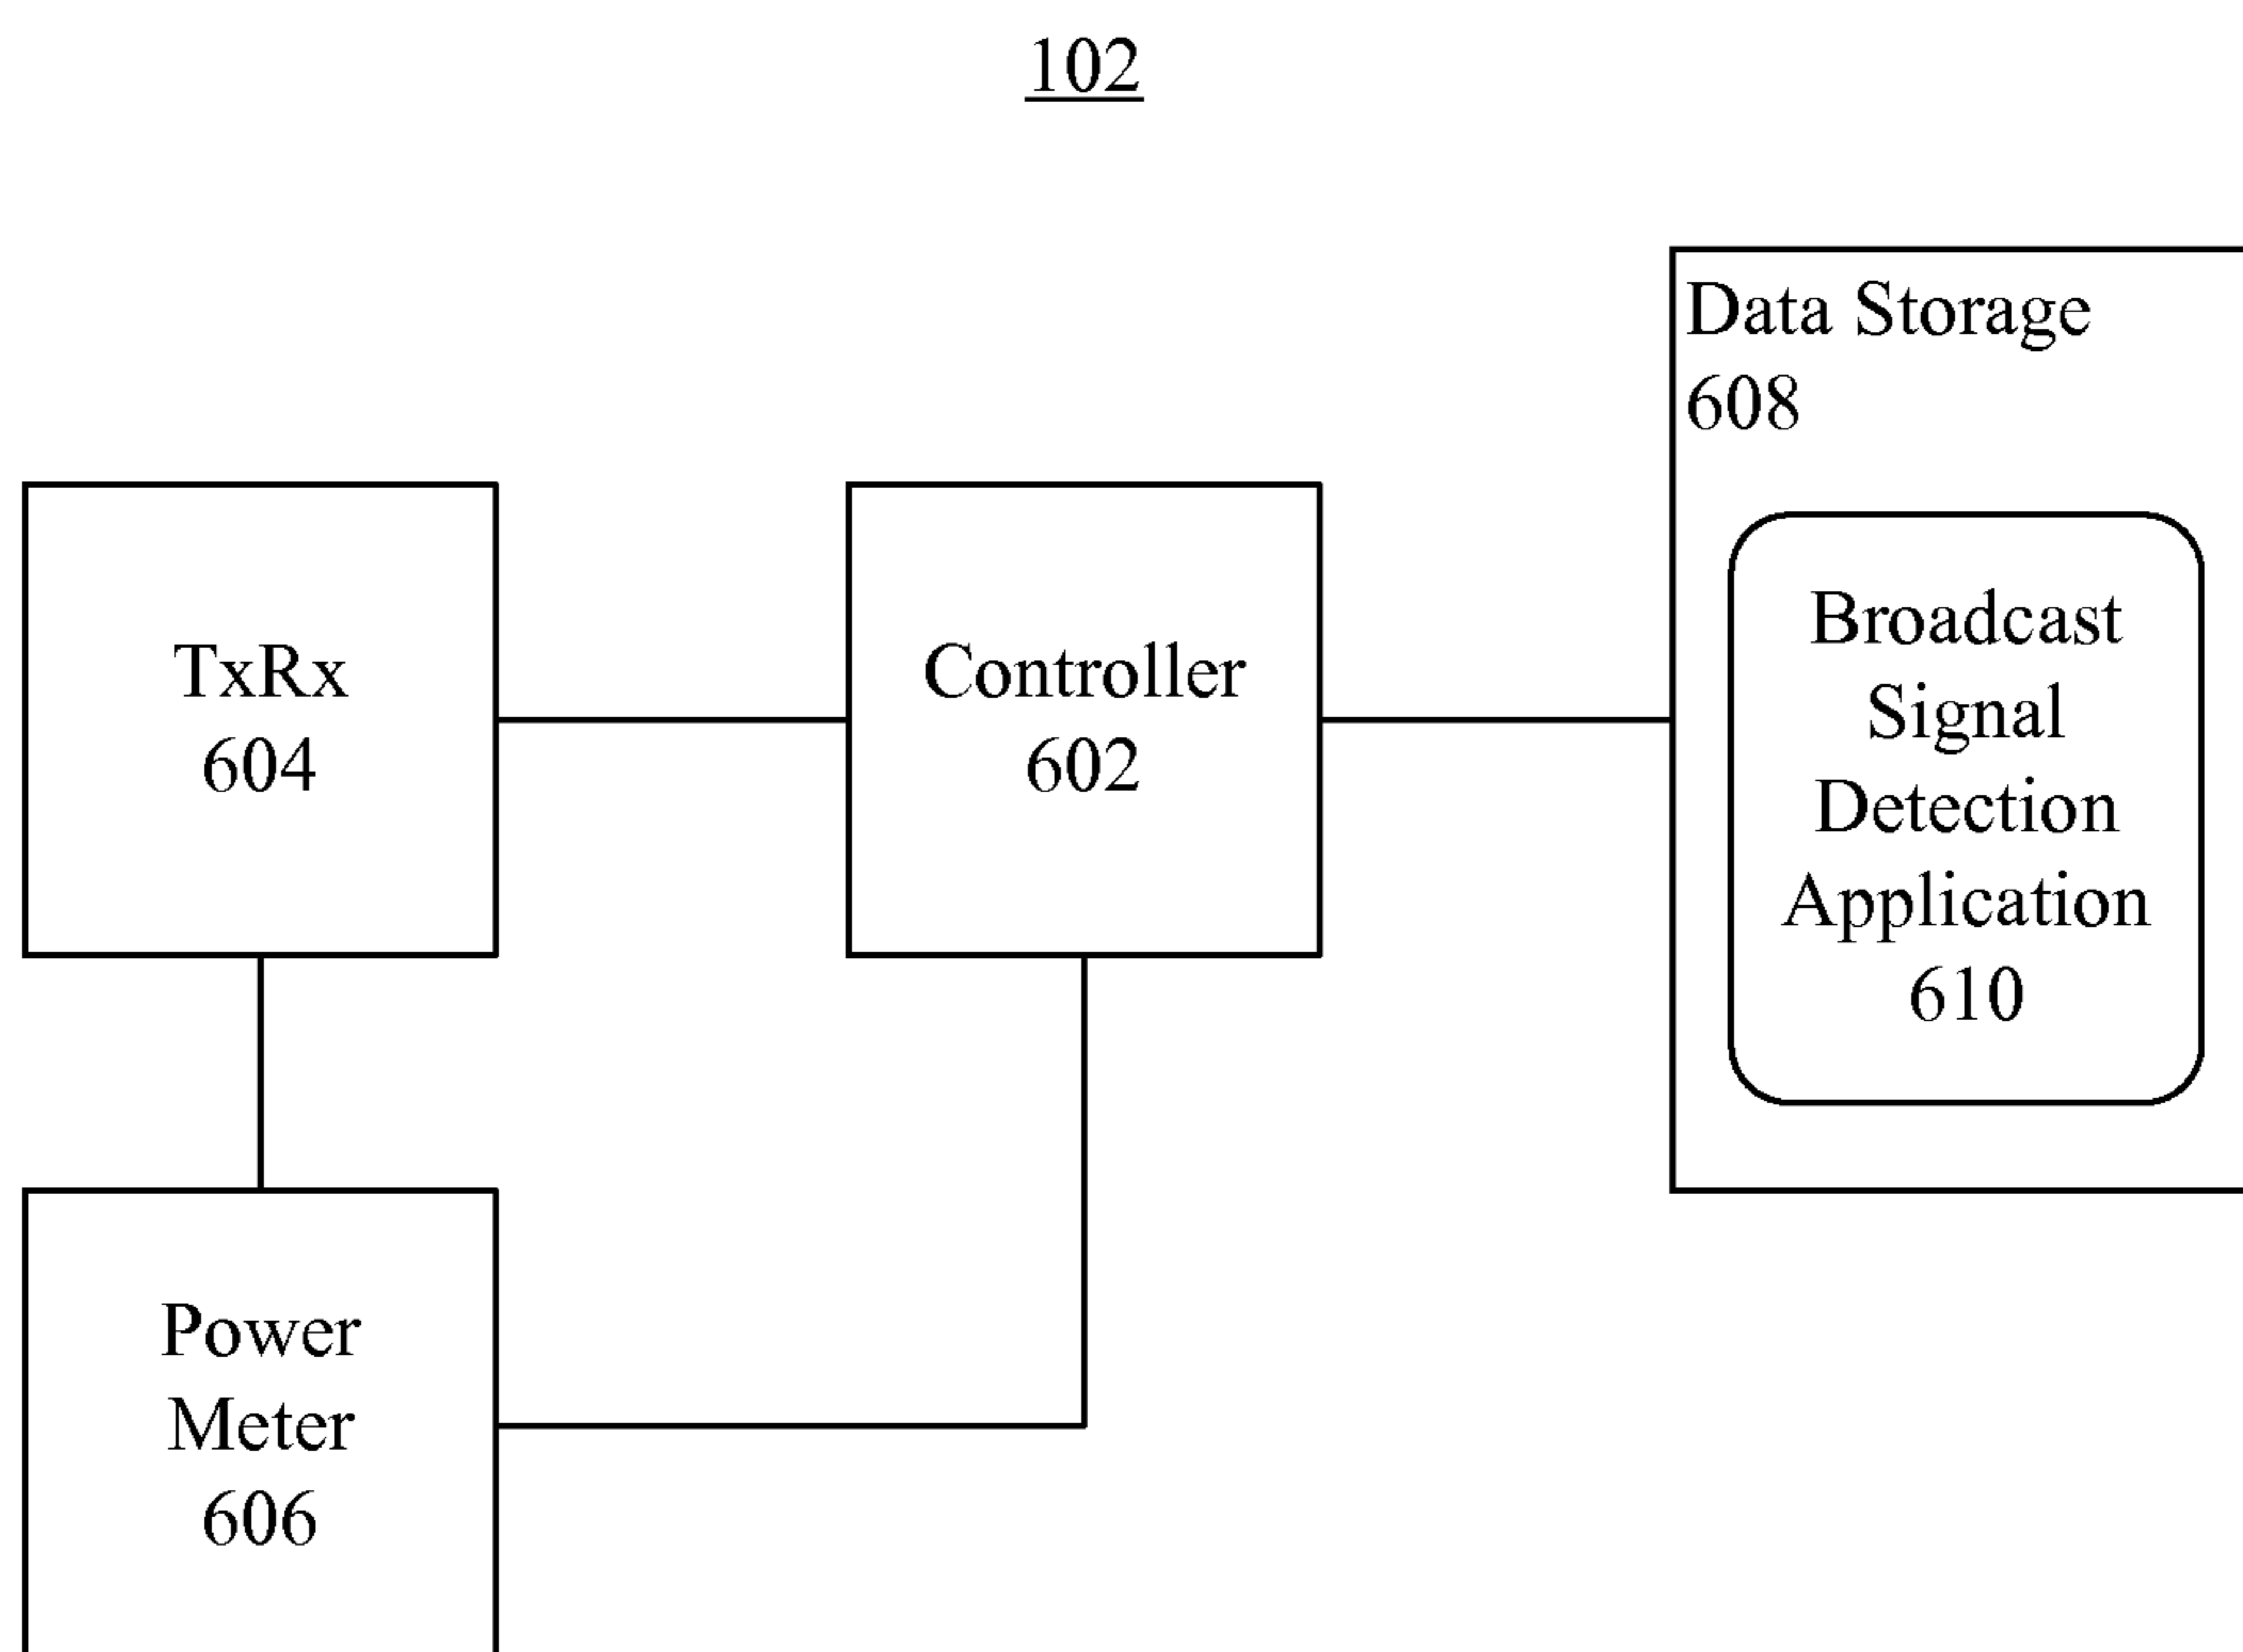 102
Data Storage
608
TxRx
604
Controller
602
Broadcast
Signal
Detection
Application
610
Power
Meter
606